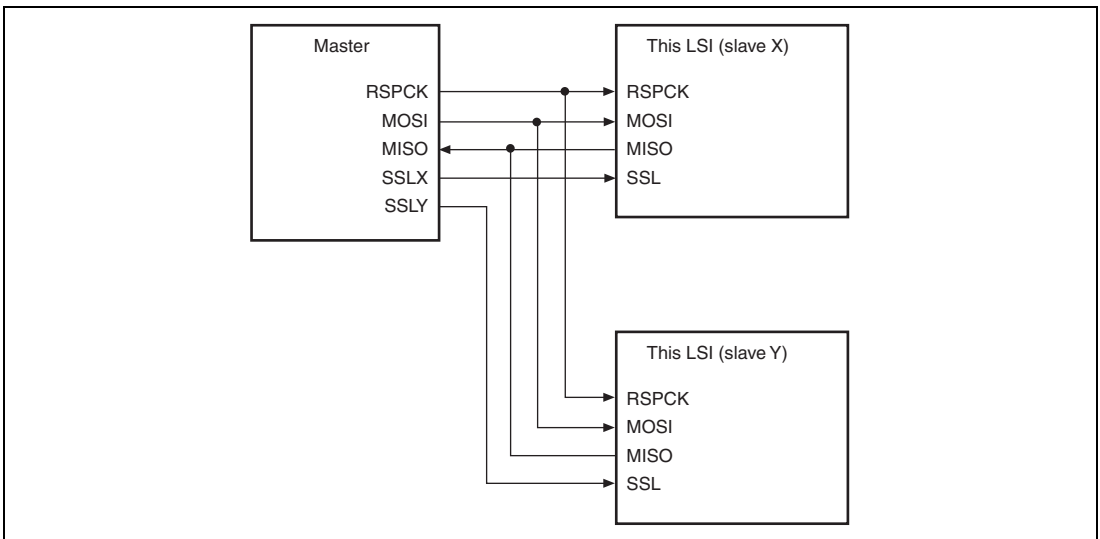 Master
RSPCK
MOSI
MISO
SSLX
SSLY
This LSI (slave X)
RSPCK
MOSI
MISO
SSL
This LSI (slave Y)
RSPCK
MOSI
MISO
SSL